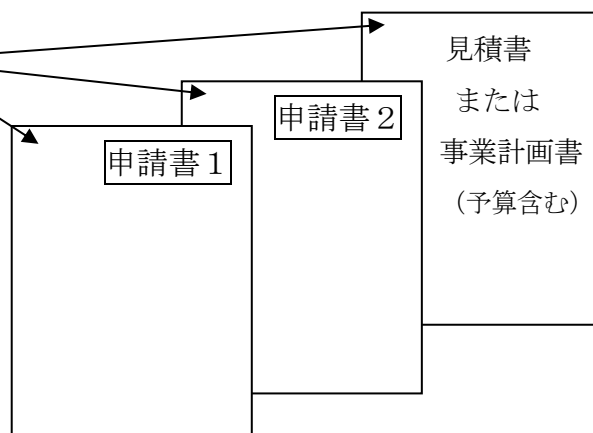 見積書
または
事業計画書
（予算含む）
申請書２
申請書１